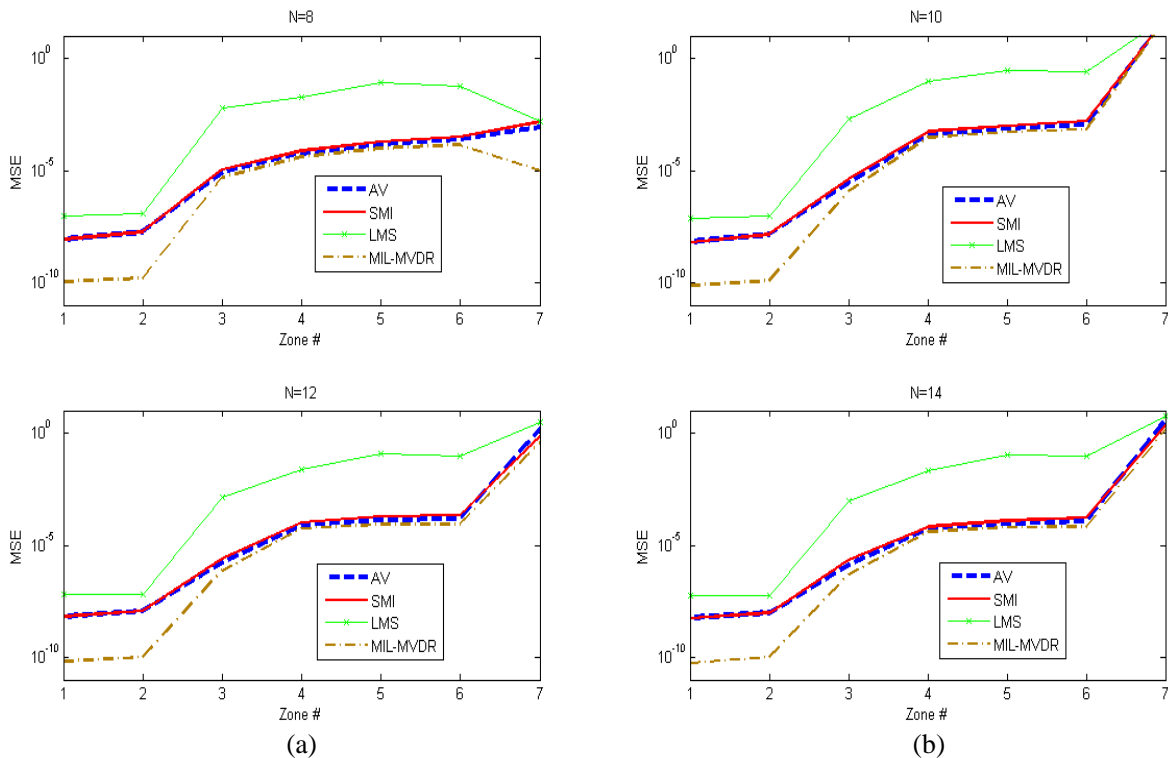 N=8
MSE
10^0
10^-5
10^-10
AV
SMI
LMS
MIL-MVDR
1 2 3 4 5 6 7
Zone #
N=10
MSE
10^0
10^-5
10^-10
AV
SMI
LMS
MIL-MVDR
1 2 3 4 5 6 7
Zone #
N=12
MSE
10^0
10^-5
10^-10
AV
SMI
LMS
MIL-MVDR
1 2 3 4 5 6 7
Zone #
(a)
N=14
MSE
10^0
10^-5
10^-10
AV
SMI
LMS
MIL-MVDR
1 2 3 4 5 6 7
Zone #
(b)